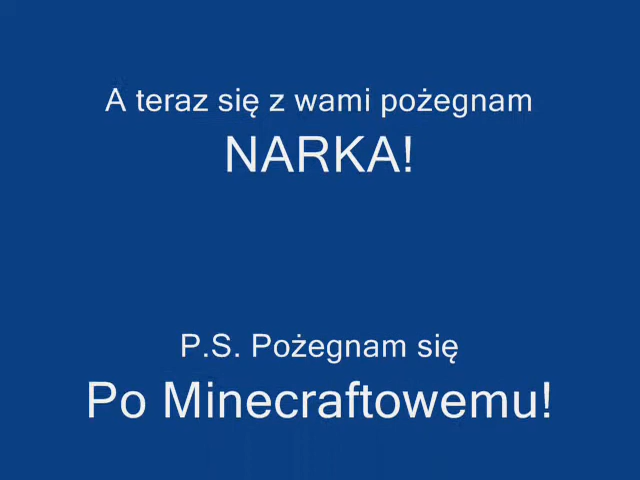 A teraz się z wami pożegnam
NARKA!
P.S. Pożegnam się
Po Minecraftowemu!